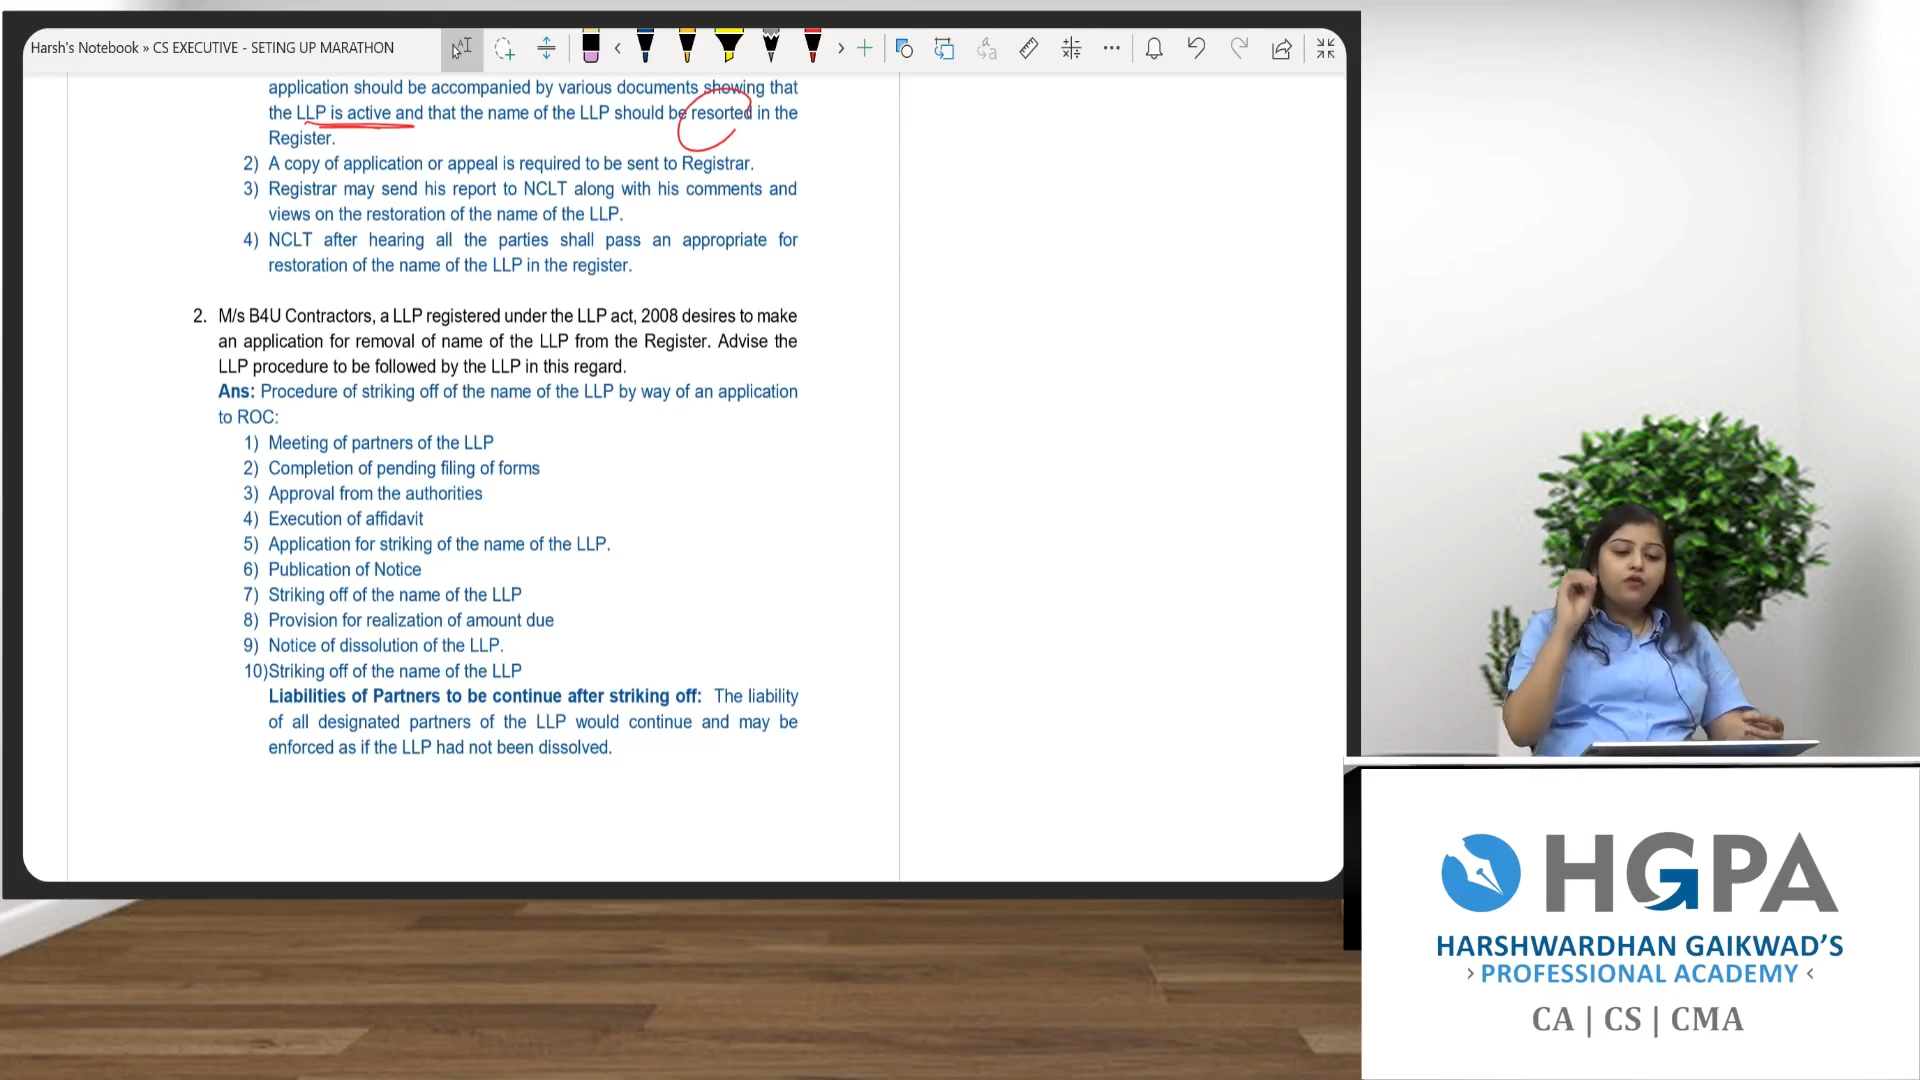 Harsh's Notebook » CS EXECUTIVE - SETING UP MARATHON
application should be accompanied by various documents showing that
the LLP is active and that the name of the LLP should be resorted in the
Register.
2) A copy of application or appeal is required to be sent to Registrar.
3) Registrar may send his report to NCLT along with his comments and
views on the restoration of the name of the LLP.
4) NCLT after hearing all the parties shall pass an appropriate for
restoration of the name of the LLP in the register.
2. M/s B4U Contractors, a LLP registered under the LLP act, 2008 desires to make
an application for removal of name of the LLP from the Register. Advise the
LLP procedure to be followed by the LLP in this regard.
Ans: Procedure of striking off of the name of the LLP by way of an application
to ROC:
1) Meeting of partners of the LLP
2) Completion of pending filing of forms
3) Approval from the authorities
4) Execution of affidavit
5) Application for striking of the name of the LLP.
6) Publication of Notice
7) Striking off of the name of the LLP
8) Provision for realization of amount due
9) Notice of dissolution of the LLP.
10)Striking off of the name of the LLP
Liabilities of Partners to be continue after striking off: The liability
of all designated partners of the LLP would continue and may be
enforced as if the LLP had not been dissolved.
HGPA
HARSHWARDHAN GAIKWAD'S
› PROFESSIONAL ACADEMY ‹
CA | CS | CMA